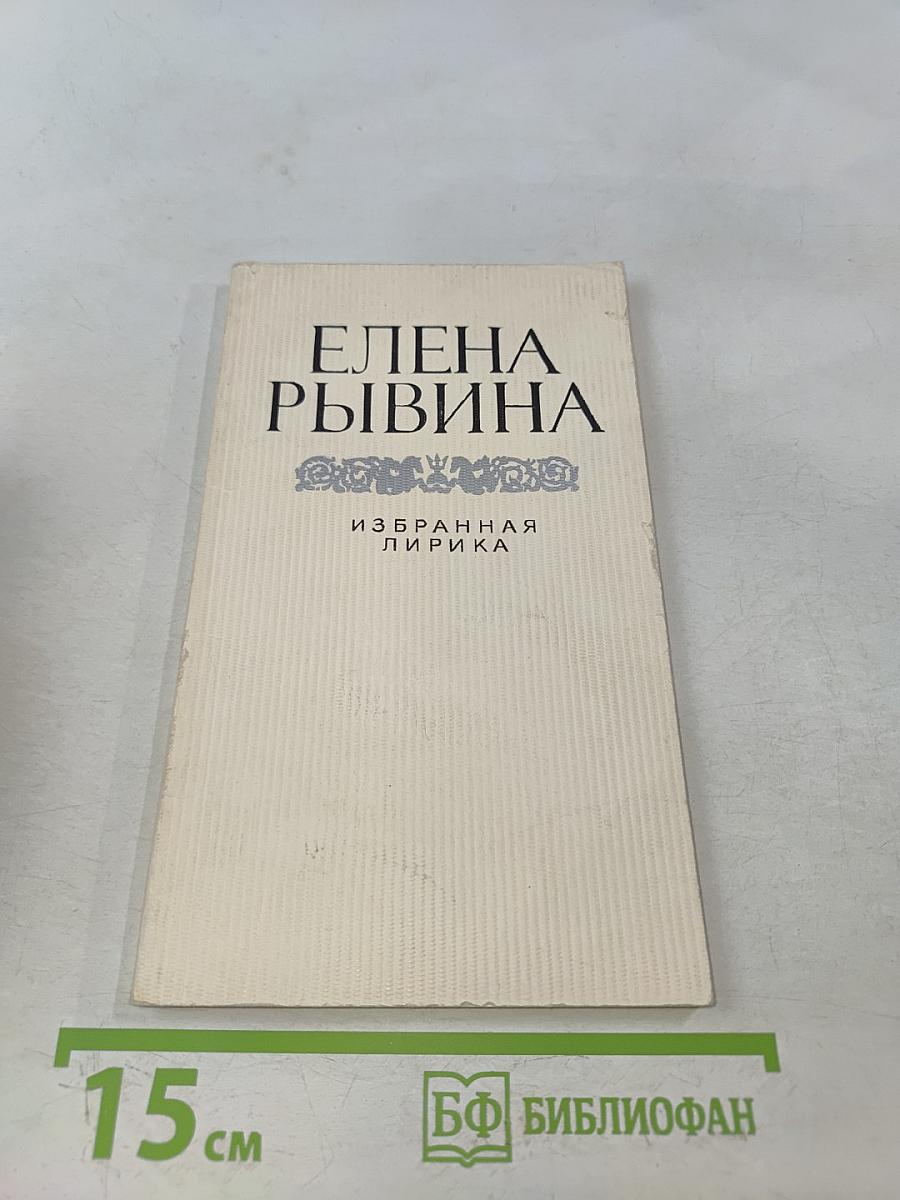 ЕЛЕНА
РЫВИНА
ИЗБРАННАЯ
ЛИРИКА
15 см
БФ БИБЛИОФАН